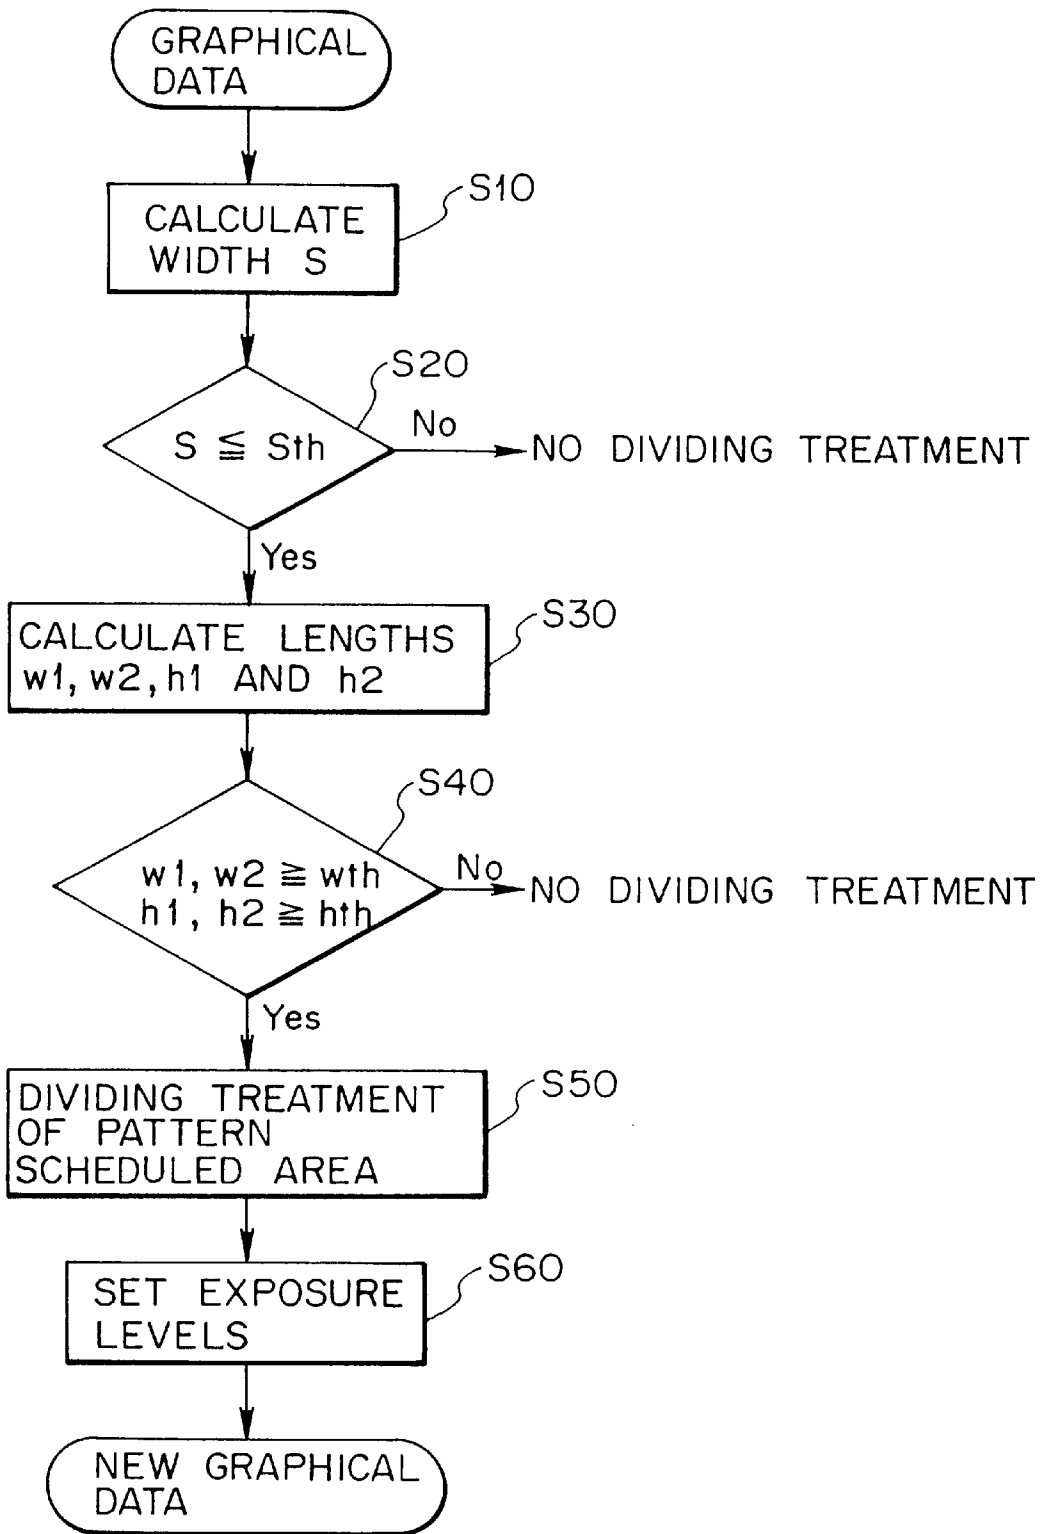 GRAPHICAL
DATA
S10
CALCULATE
WIDTH S
S20
S ≦ Sth
No
NO DIVIDING TREATMENT
Yes
S30
CALCULATE LENGTHS
w1, w2, h1 AND h2
S40
w1, w2 ≧ wth
h1, h2 ≧ hth
No
NO DIVIDING TREATMENT
Yes
S50
DIVIDING TREATMENT
OF PATTERN
SCHEDULED AREA
S60
SET EXPOSURE
LEVELS
NEW GRAPHICAL
DATA